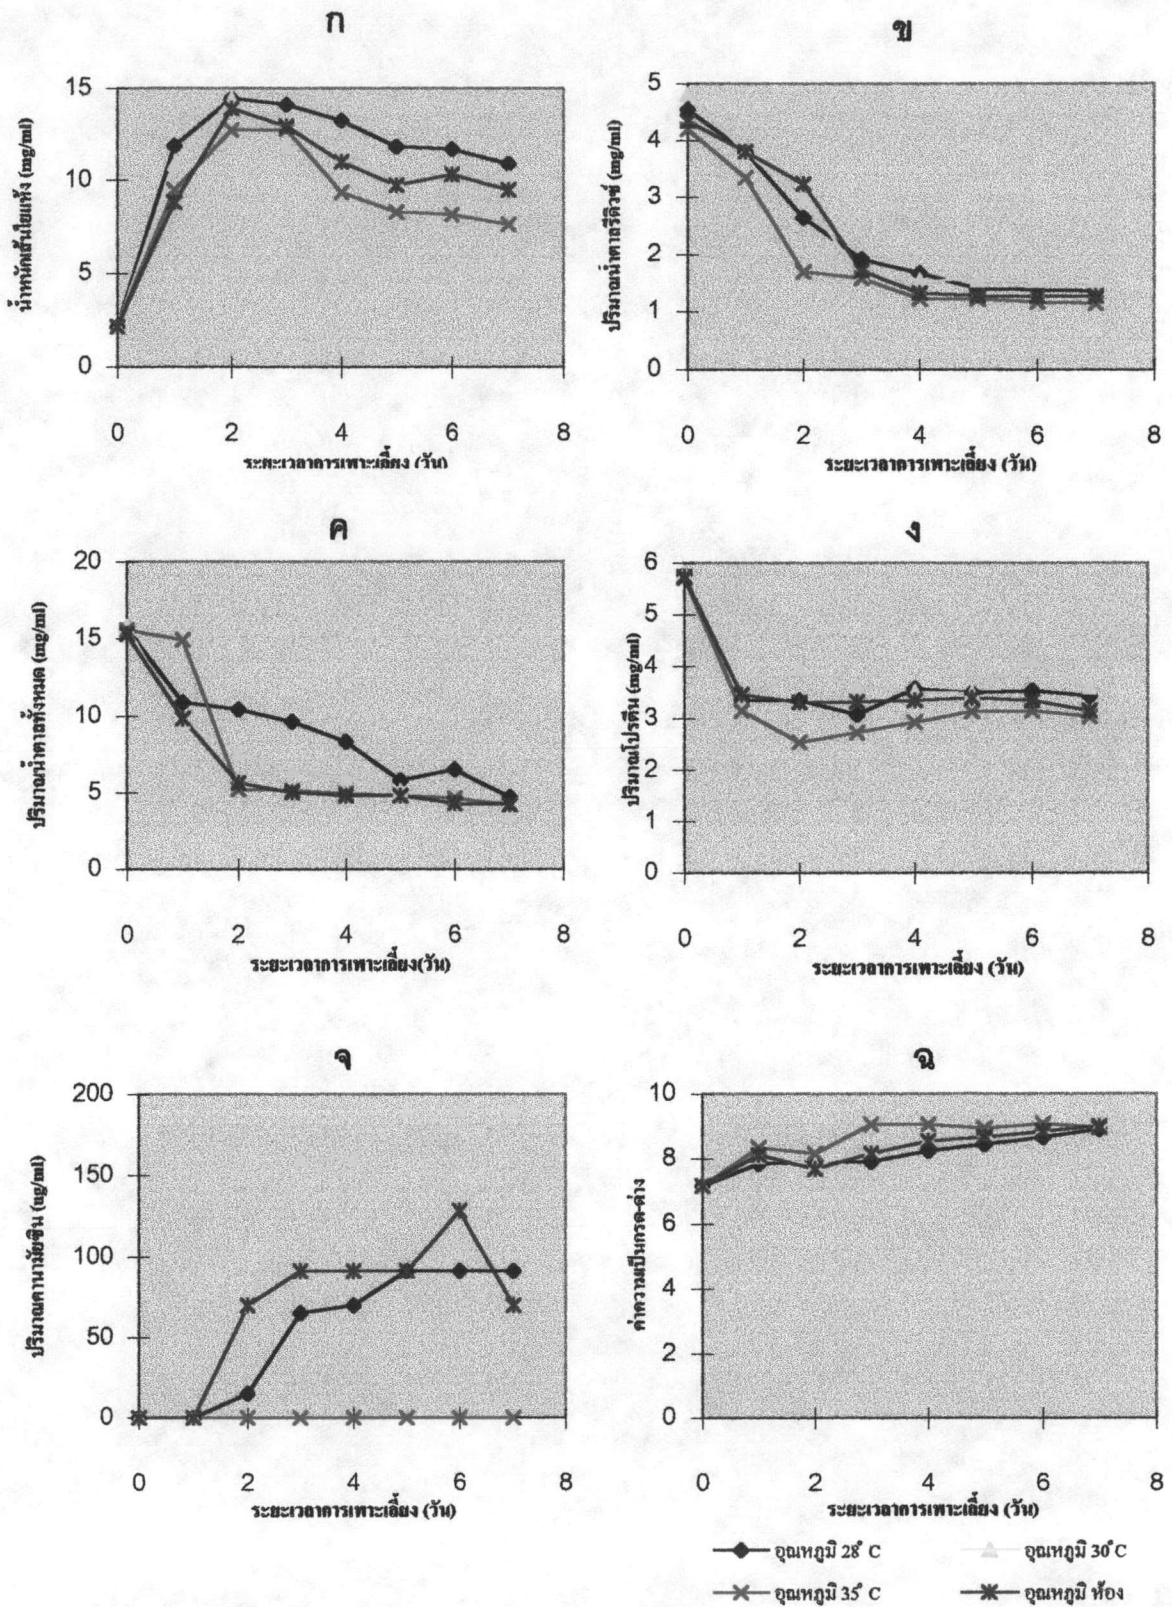 ก
น้ำหนักเส้นใยแห้ง (mg/ml)
15
10
5
0
0 2 4 6 8
ระยะเวลาการเพาะเลี้ยง (วัน)
ข
ปริมาณน้ำตาลรีดิวซ์ (mg/ml)
5
4
3
2
1
0
0 2 4 6 8
ระยะเวลาการเพาะเลี้ยง (วัน)
ค
ปริมาณน้ำตาลทั้งหมด (mg/ml)
20
15
10
5
0
0 2 4 6 8
ระยะเวลาการเพาะเลี้ยง(วัน)
ง
ปริมาณโปรตีน (mg/ml)
6
5
4
3
2
1
0
0 2 4 6 8
ระยะเวลาการเพาะเลี้ยง (วัน)
จ
ปริมาณคานามัยซิน (ug/ml)
200
150
100
50
0
0 2 4 6 8
ระยะเวลาการเพาะเลี้ยง (วัน)
ฉ
ค่าความเป็นกรด-ด่าง
10
8
6
4
2
0
0 2 4 6 8
ระยะเวลาการเพาะเลี้ยง (วัน)
อุณหภูมิ 28° C
อุณหภูมิ 30° C
อุณหภูมิ 35° C
อุณหภูมิ ห้อง